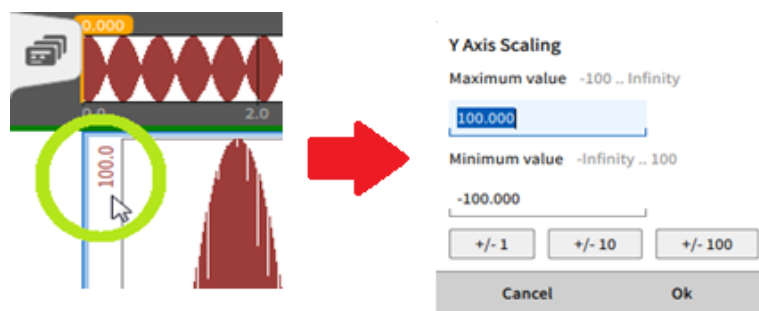 0.000
0.0 2.0
100.0
Y Axis Scaling
Maximum value -100 .. Infinity
100.000
Minimum value -Infinity .. 100
-100.000
+/- 1 +/- 10 +/- 100
Cancel Ok